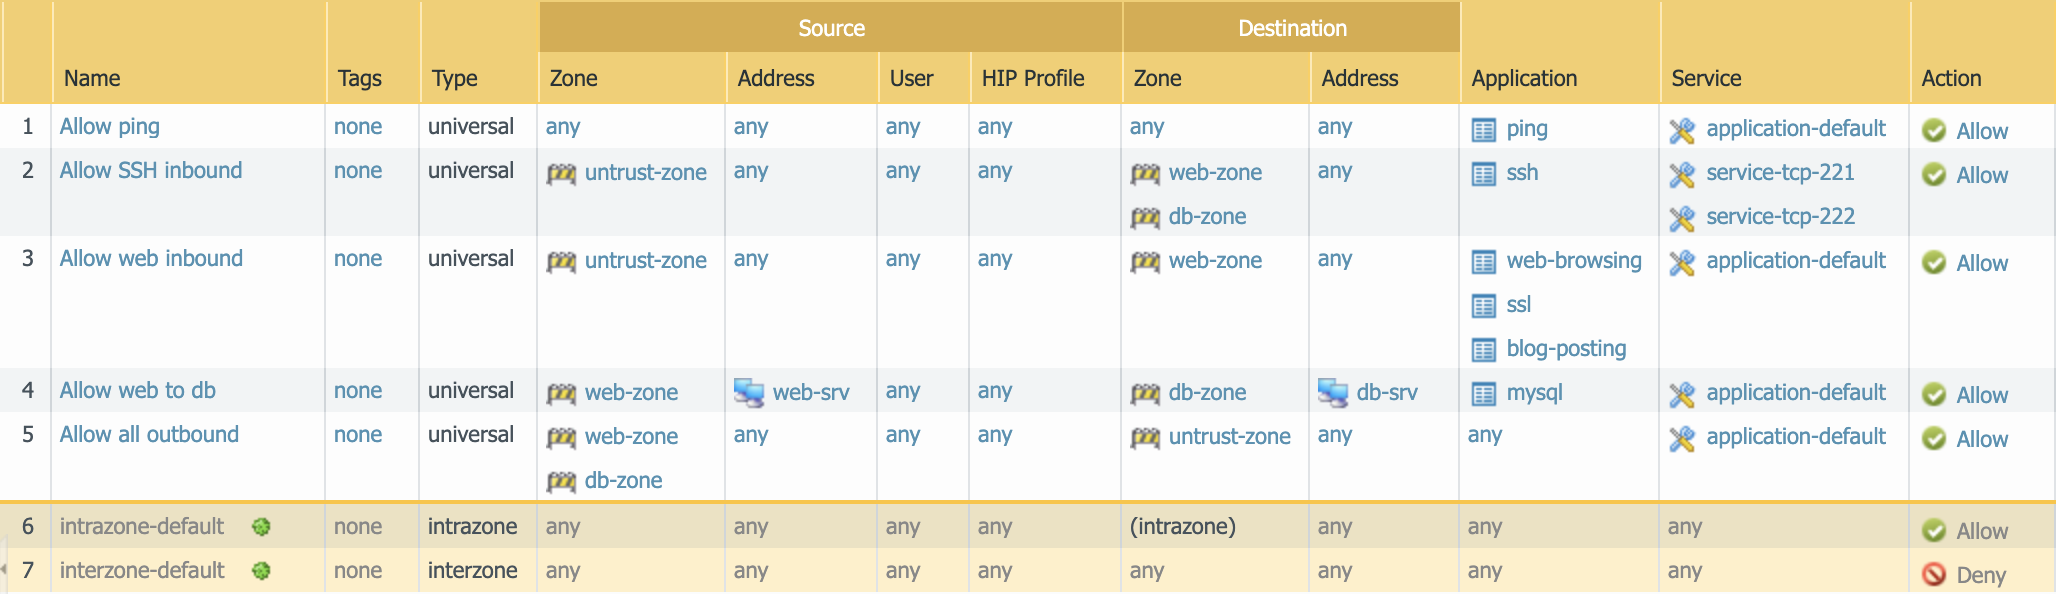 Source Destination
Name Tags Type Zone Address User HIP Profile Zone Address Application Service Action
1 Allow ping none universal any any any any any any ping application-default Allow
2 Allow SSH inbound none universal untrust-zone any any any web-zone any ssh service-tcp-221 Allow
db-zone service-tcp-222
3 Allow web inbound none universal untrust-zone any any any web-zone any web-browsing application-default Allow
ssl
blog-posting
4 Allow web to db none universal web-zone web-srv any any db-zone db-srv mysql application-default Allow
5 Allow all outbound none universal web-zone any any any untrust-zone any any application-default Allow
db-zone
6 intrazone-default none intrazone any any any any (intrazone) any any any Allow
7 interzone-default none interzone any any any any any any any any Deny